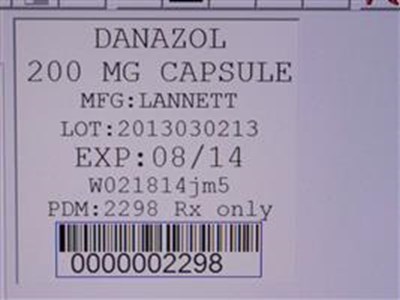 DANAZOL
200 MG CAPSULE
MFG:LANNETT
LOT:2013030213
EXP:08/14
W021814jm5
PDM:2298 Rx only
0000002298